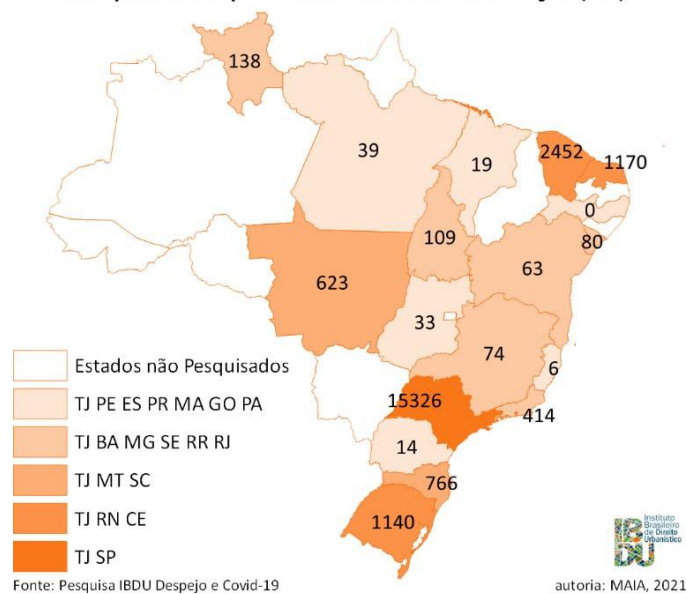 138
39
19
2452
1170
0
80
109
63
623
33
74
6
15326
414
14
766
1140
Estados não Pesquisados
TJ PE ES PR MA GO PA
TJ BA MG SE RR RJ
TJ MT SC
TJ RN CE
TJ SP
IBDU
Instituto
Brasileiro
de Direito
Urbanístico
Fonte: Pesquisa IBDU Despejo e Covid-19
autoria: MAIA, 2021